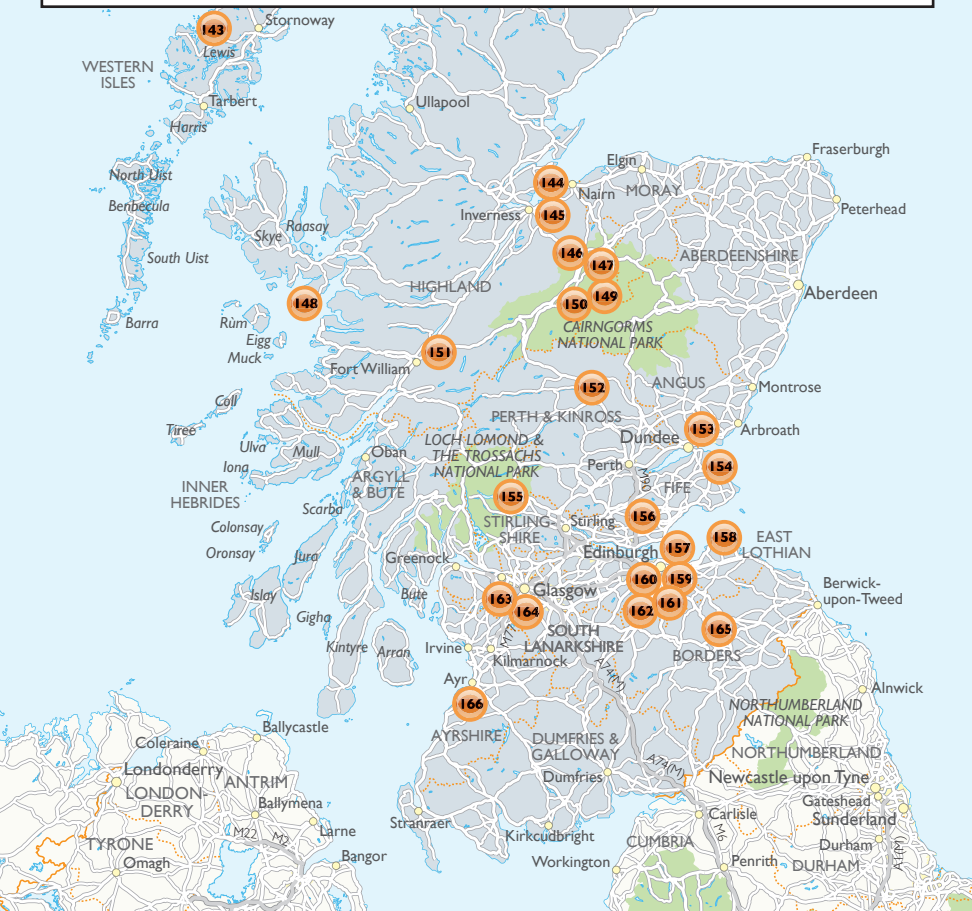 143
Stornoway
Lewis
WESTERN
ISLES
Tarbert
Harris
Ullapool
North Uist
Benbecula
South Uist
Barra
Skye
Raasay
Rùm
Eigg
Muck
148
HIGHLAND
144
Nairn
Elgin
MORAY
Fraserburgh
Peterhead
Inverness
145
146
147
ABERDEENSHIRE
149
150
Aberdeen
CAIRNGORMS
NATIONAL PARK
151
Fort William
152
ANGUS
Montrose
Coll
Tiree
PERTH & KINROSS
153
Dundee
Arbroath
Ulva
Mull
Iona
Oban
LOCH LOMOND &
THE TROSSACHS
NATIONAL PARK
Perth
M90
154
FIFE
INNER
HEBRIDES
ARGYLL
& BUTE
155
Scarba
Colonsay
Oronsay
Jura
STIRLING-
SHIRE
Stirling
156
157
158
EAST
LOTHIAN
Edinburgh
Greenock
Islay
Gigha
Bute
160
159
162
161
Berwick-
upon-Tweed
Glasgow
163
164
M77
SOUTH
LANARKSHIRE
165
BORDERS
Kintyre
Arran
Irvine
Kilmarnock
A74(M)
Ayr
166
AYRSHIRE
Alnwick
NORTHUMBERLAND
NATIONAL PARK
NORTHUMBERLAND
DUMFRIES &
GALLOWAY
Dumfries
A74(M)
Ballycastle
Coleraine
Londonderry
LONDON-
DERRY
ANTRIM
Ballymena
M22
M2
Larne
TYRONE
Omagh
Bangor
Stranraer
Kirkcudbright
Workington
CUMBRIA
Carlisle
M6
Penrith
Newcastle upon Tyne
Gateshead
Sunderland
Durham
DURHAM
A1(M)